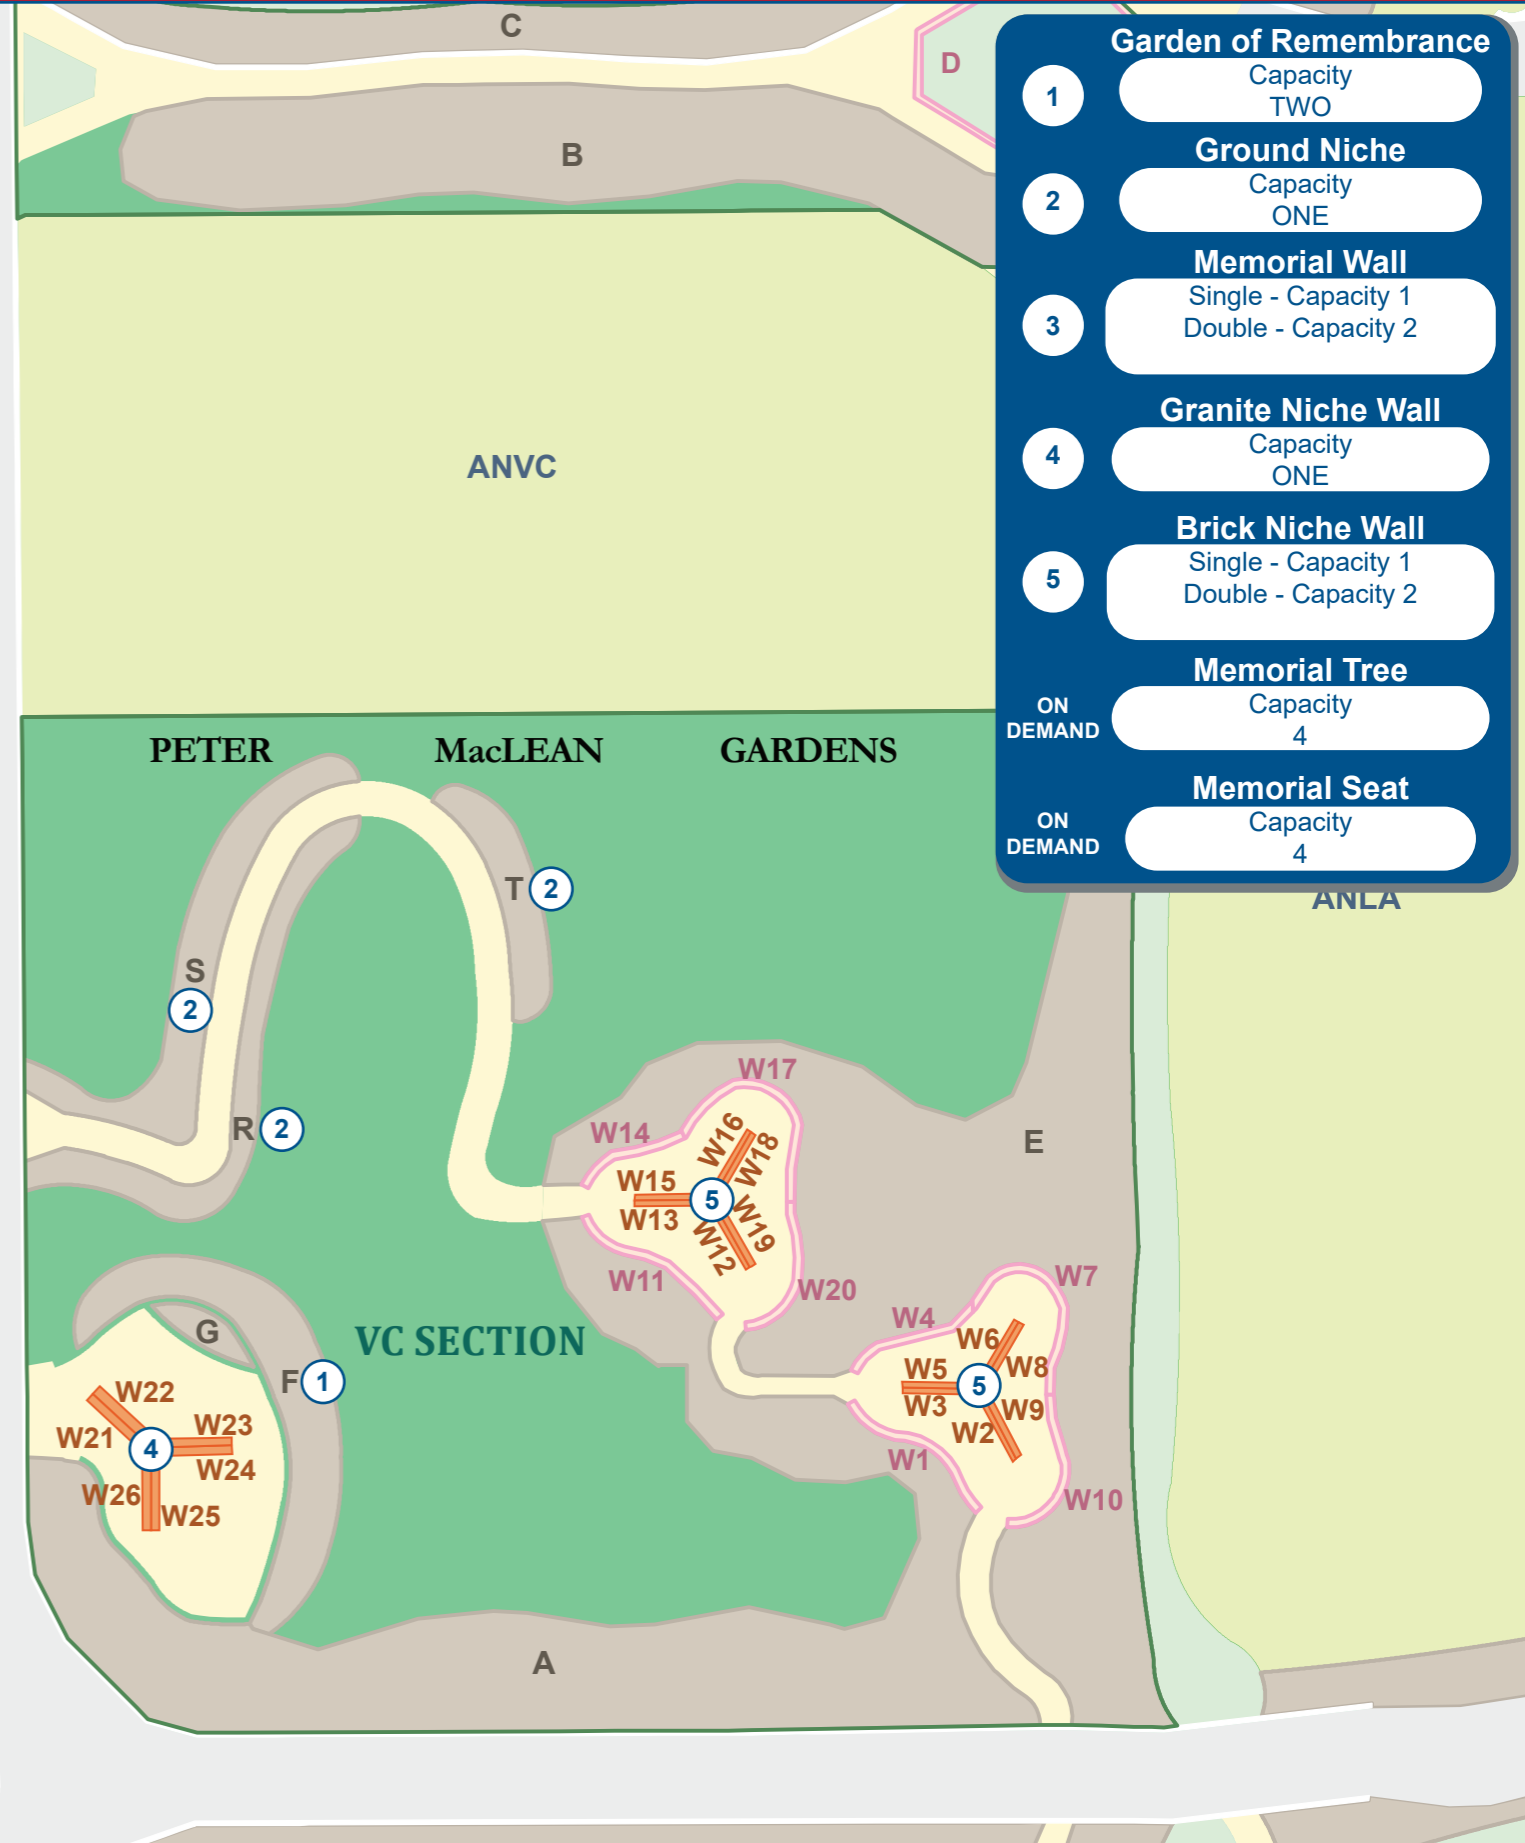 C
D
B
Garden of Remembrance
1
Capacity
TWO
Ground Niche
2
Capacity
ONE
Memorial Wall
3
Single - Capacity 1
Double - Capacity 2
Granite Niche Wall
4
Capacity
ONE
Brick Niche Wall
5
Single - Capacity 1
Double - Capacity 2
Memorial Tree
ON
DEMAND
Capacity
4
Memorial Seat
ON
DEMAND
Capacity
4
ANVC
ANLA
PETER MacLEAN GARDENS
T 2
S
2
R 2
E
W17
W14
W16
W18
W15
5
W13
W19
W12
W11
W20
W7
W4
W6
W5
W8
5
W3
W9
W2
W1
W10
VC SECTION
G
F 1
W22
W23
W21
4
W24
W26
W25
A